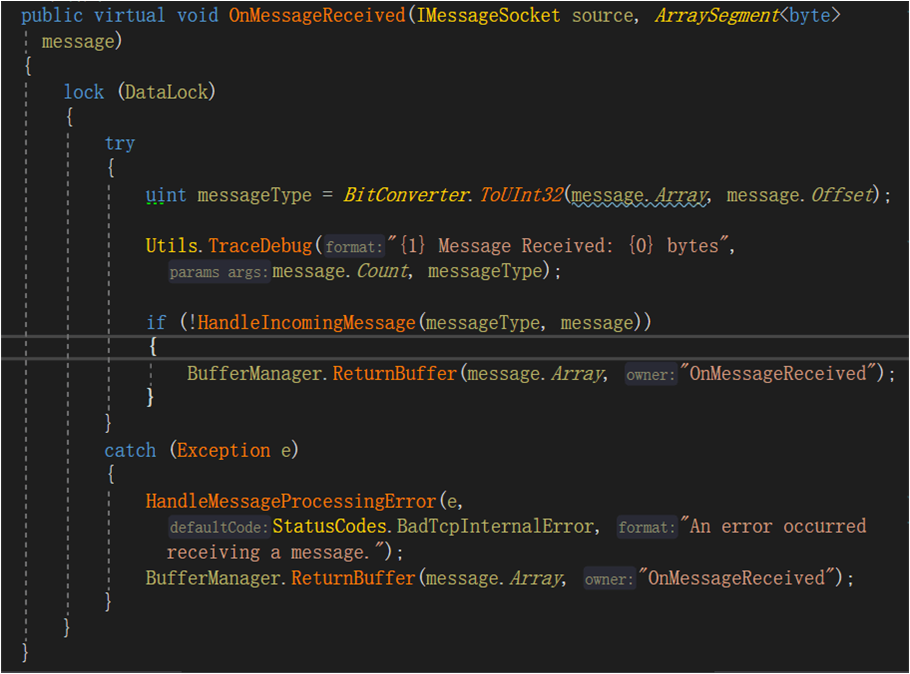 public virtual void OnMessageReceived(IMessageSocket source, ArraySegment<byte>
message)
{
lock (DataLock)
{
try
{
uint messageType = BitConverter.ToUInt32(message.Array, message.Offset);
Utils.TraceDebug(format:"{1} Message Received: {0} bytes",
params args:message.Count, messageType);
if (!HandleIncomingMessage(messageType, message))
{
BufferManager.ReturnBuffer(message.Array, owner:"OnMessageReceived");
}
}
catch (Exception e)
{
HandleMessageProcessingError(e,
defaultCode:StatusCodes.BadTcpInternalError, format:"An error occurred
receiving a message.");
BufferManager.ReturnBuffer(message.Array, owner:"OnMessageReceived");
}
}
}